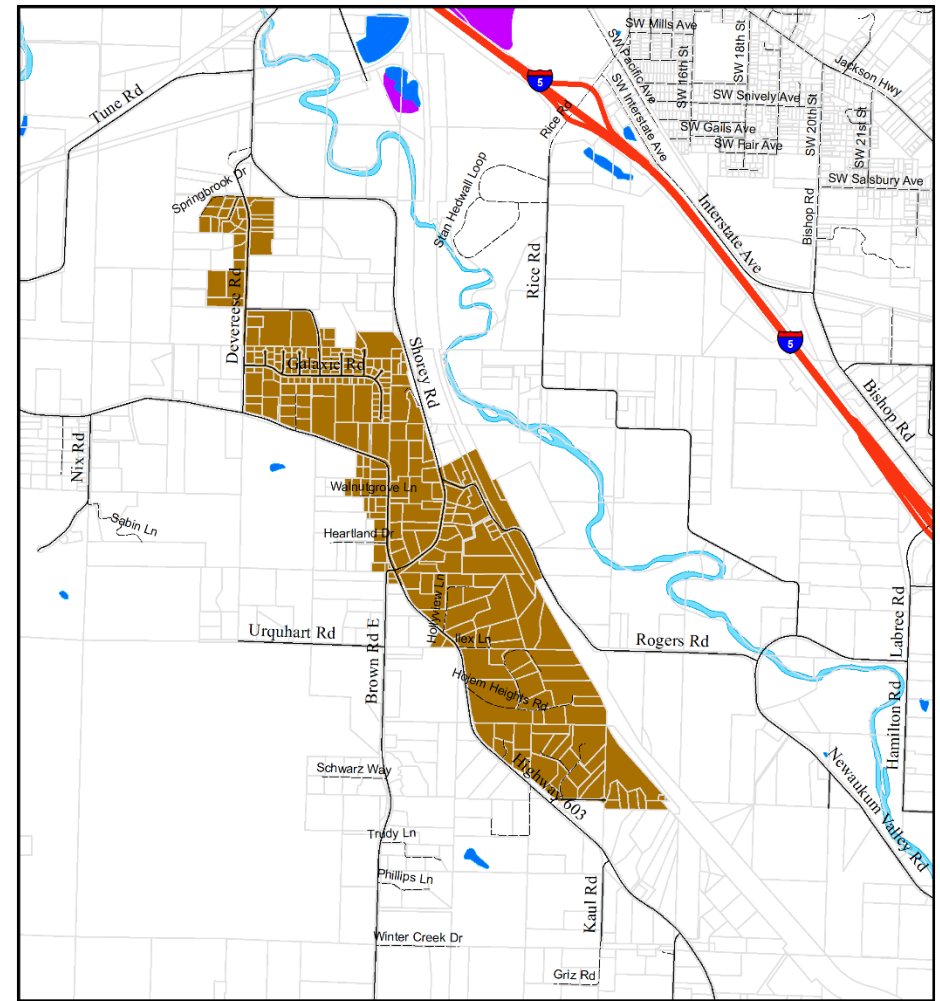 SW Mills Ave
SW 18th St
SW Pacific Ave
SW 16th St
Jackson Hwy
5
Tune Rd
SW Snively Ave
SW Interstate Ave
SW 20th St
Rice Rd
SW Galls Ave
SW 21st St
SW Fair Ave
Springbrook Dr
Stan Hedwall Loop
SW Salsbury Ave
Bishop Rd
Interstate Ave
Rice Rd
Devereese Rd
5
Galaxie Rd
Shorey Rd
Bishop Rd
Nix Rd
Walnutgrove Ln
Sabin Ln
Heartland Dr
Hollyview Ln
Labree Rd
Urquhart Rd
Ilex Ln
Rogers Rd
Brown Rd E
Hojem Heights Rd
Hamilton Rd
Schwarz Way
Highway 603
Newaukum Valley Rd
Trudy Ln
Phillips Ln
Kaul Rd
Winter Creek Dr
Griz Rd